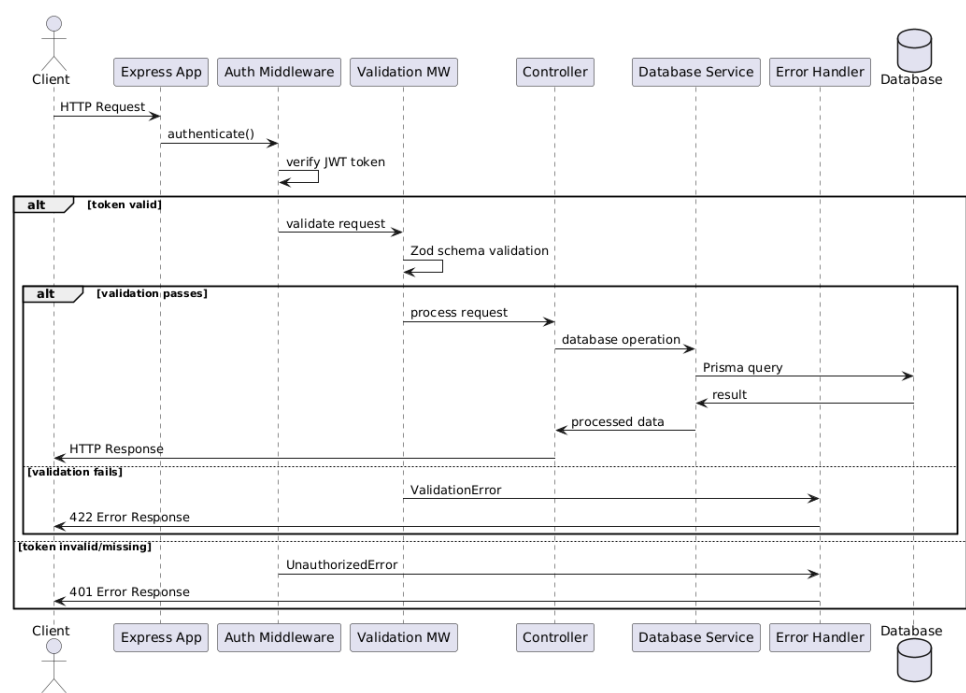 Client
Express App
Auth Middleware
Validation MW
Controller
Database Service
Error Handler
Database
HTTP Request
authenticate()
verify JWT token
alt
[token valid]
validate request
Zod schema validation
alt
[validation passes]
process request
database operation
Prisma query
result
processed data
HTTP Response
[validation fails]
ValidationError
422 Error Response
[token invalid/missing]
UnauthorizedError
401 Error Response
Client
Express App
Auth Middleware
Validation MW
Controller
Database Service
Error Handler
Database